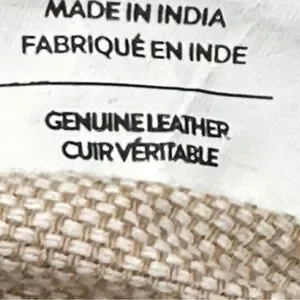 MADE IN INDIA
FABRIQUÉ EN INDE
GENUINE LEATHER
CUIR VÉRITABLE